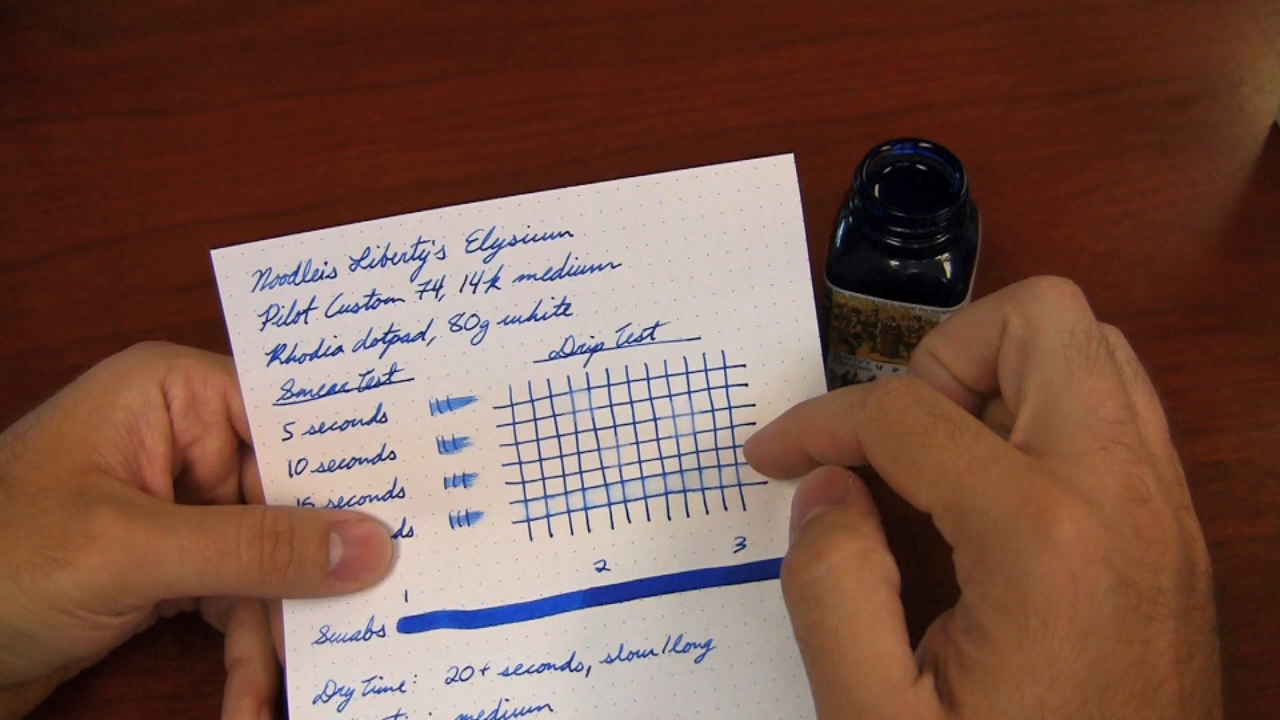 Noodler's Liberty's Elysium
Pilot Custom 74, 14k medium
Rhodia dotpad, 80g white
Drip Test
Smear Test
5 seconds
10 seconds
15 seconds
1 2 3
Swabs
Dry Time: 20+ seconds, slow/long
medium